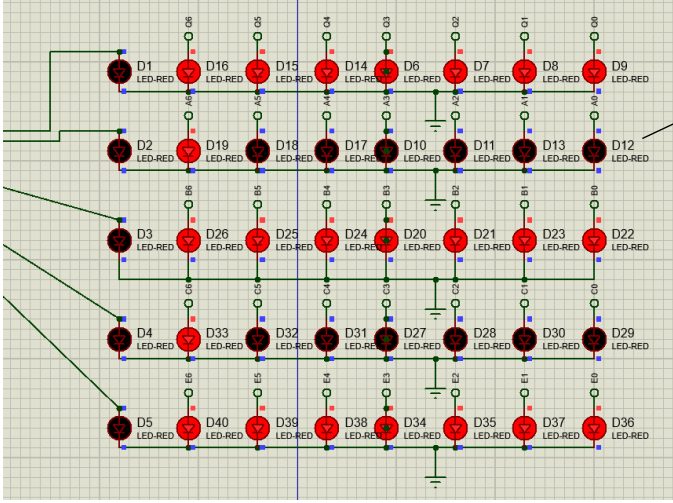 Q6 Q5 Q4 Q3 Q2 Q1 Q0
D1 D16 D15 D14 D6 D7 D8 D9
LED-RED LED-RED LED-RED LED-RED LED-RED LED-RED LED-RED LED-RED
A6 A5 A4 A3 A2 A1 A0
D2 D19 D18 D17 D10 D11 D13 D12
LED-RED LED-RED LED-RED LED-RED LED-RED LED-RED LED-RED LED-RED
B6 B5 B4 B3 B2 B1 B0
D3 D26 D25 D24 D20 D21 D23 D22
LED-RED LED-RED LED-RED LED-RED LED-RED LED-RED LED-RED LED-RED
C6 C5 C4 C3 C2 C1 C0
D4 D33 D32 D31 D27 D28 D30 D29
LED-RED LED-RED LED-RED LED-RED LED-RED LED-RED LED-RED LED-RED
E6 E5 E4 E3 E2 E1 E0
D5 D40 D39 D38 D34 D35 D37 D36
LED-RED LED-RED LED-RED LED-RED LED-RED LED-RED LED-RED LED-RED